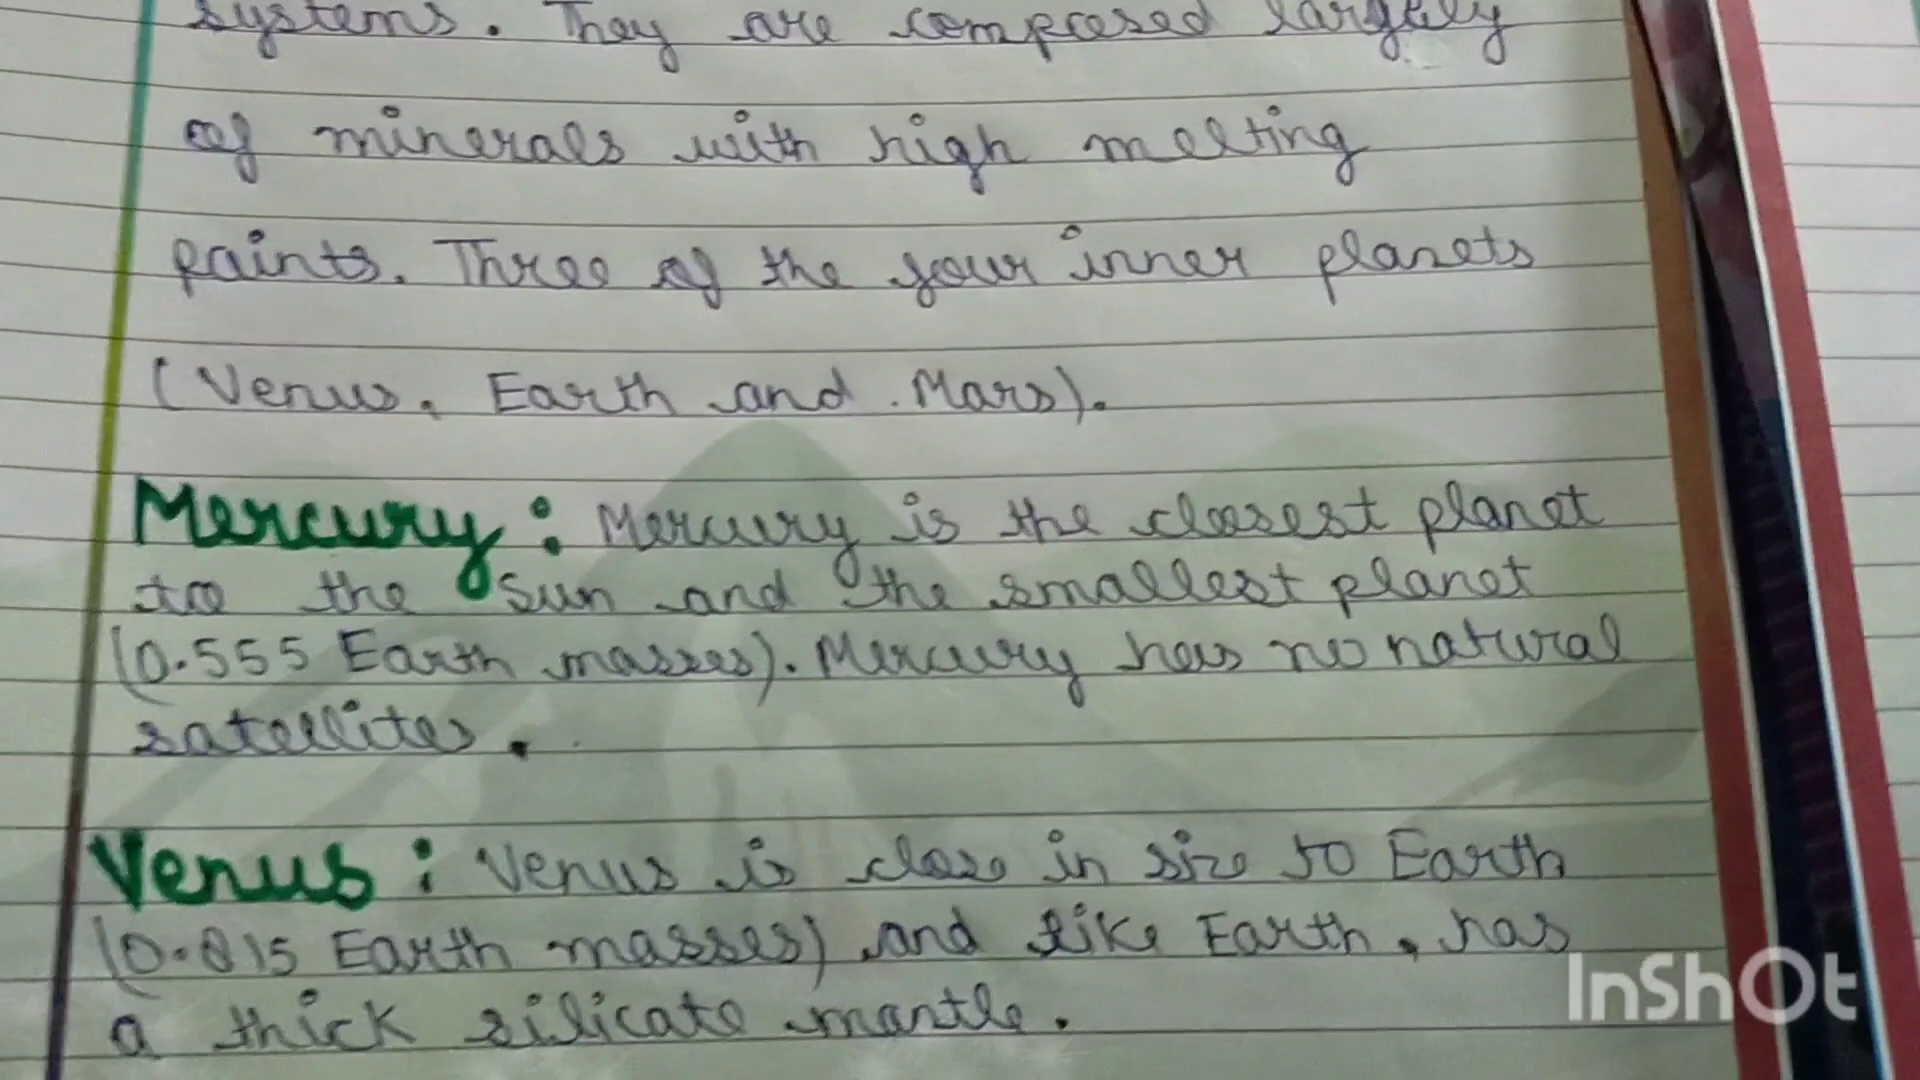 systems. They are composed largely
of minerals with high melting
points. Three of the four inner planets
(Venus, Earth and Mars).
Mercury: Mercury is the closest planet
to the Sun and the smallest planet
(0.555 Earth masses). Mercury has no natural
satellites.
Venus: Venus is close in size to Earth
(0.815 Earth masses) and like Earth, has
a thick silicate mantle.
InShOt